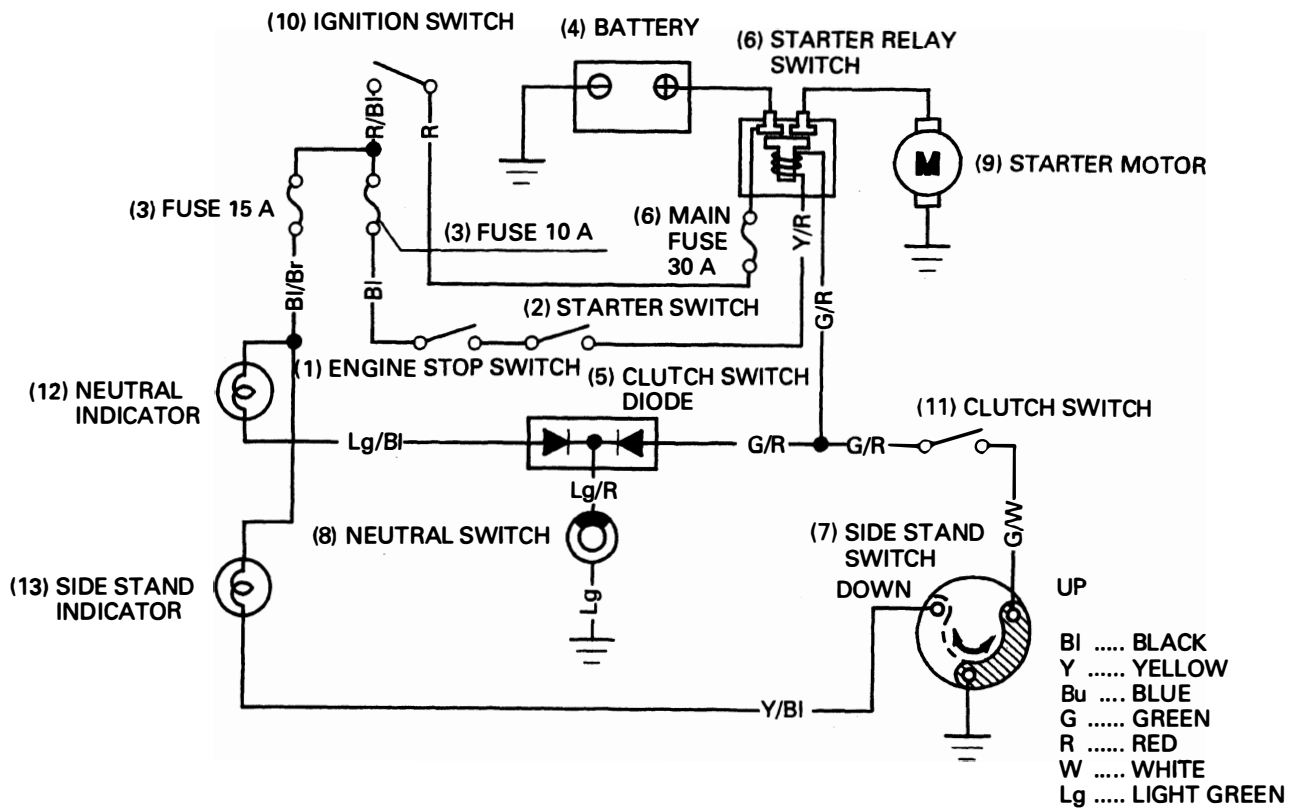 (10) IGNITION SWITCH
(4) BATTERY
(6) STARTER RELAY
SWITCH
R/Bl
R
M
(9) STARTER MOTOR
(3) FUSE 15 A
(3) FUSE 10 A
(6) MAIN
FUSE
30 A
Y/R
G/R
Bl/Br
Bl
(2) STARTER SWITCH
(1) ENGINE STOP SWITCH
(5) CLUTCH SWITCH
DIODE
(12) NEUTRAL
INDICATOR
(11) CLUTCH SWITCH
Lg/Bl
G/R
G/R
Lg/R
(8) NEUTRAL SWITCH
G/W
(7) SIDE STAND
SWITCH
DOWN
UP
(13) SIDE STAND
INDICATOR
Lg
Y/Bl
Bl ..... BLACK
Y ...... YELLOW
Bu .... BLUE
G ...... GREEN
R ...... RED
W ..... WHITE
Lg ..... LIGHT GREEN